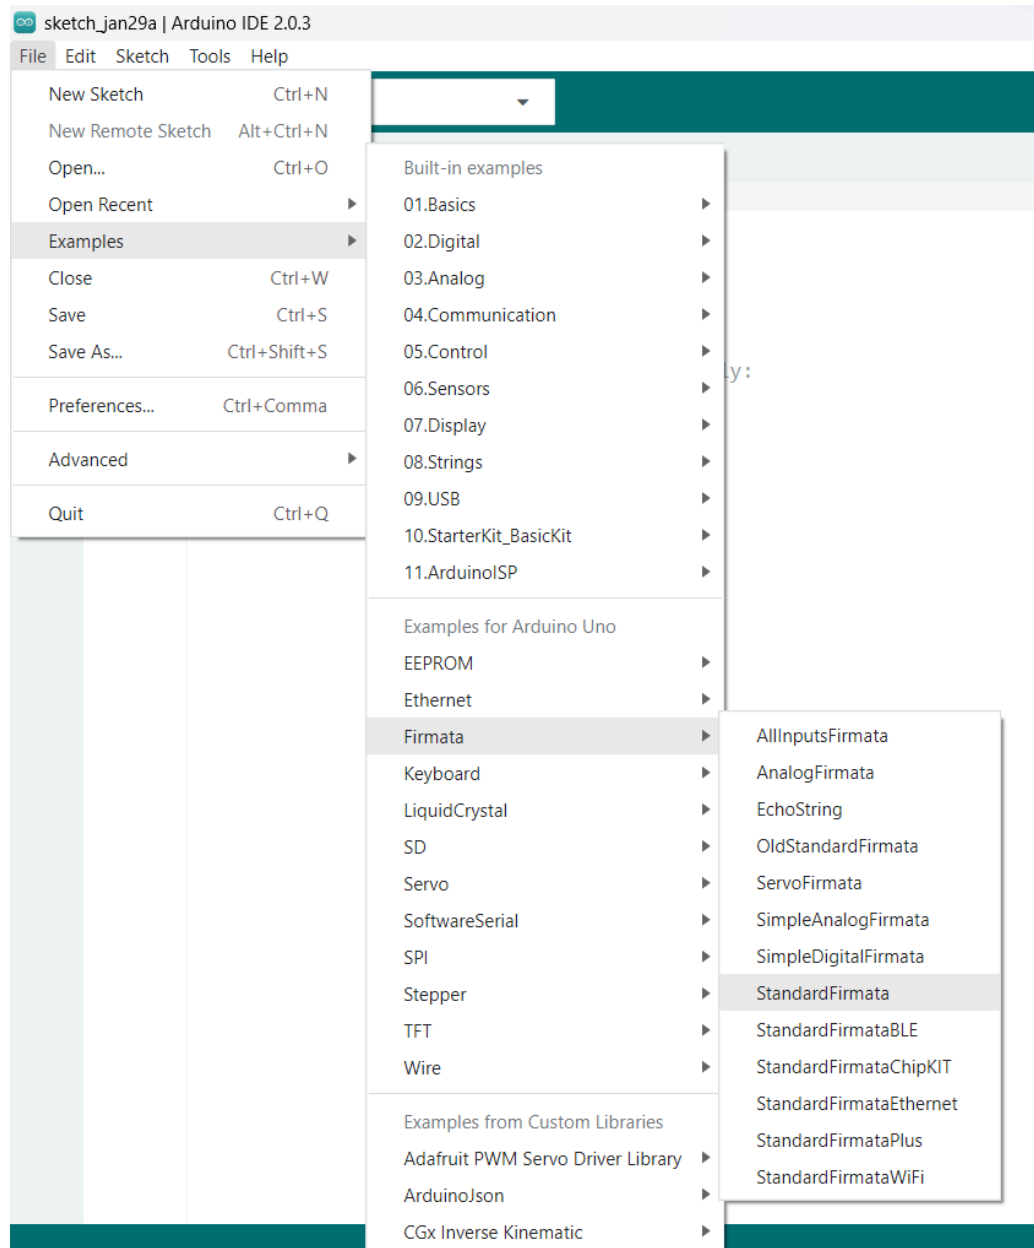 sketch_jan29a | Arduino IDE 2.0.3
File Edit Sketch Tools Help
New Sketch Ctrl+N
New Remote Sketch Alt+Ctrl+N
Open... Ctrl+O
Open Recent
Examples
Close Ctrl+W
Save Ctrl+S
Save As... Ctrl+Shift+S
Preferences... Ctrl+Comma
Advanced
Quit Ctrl+Q
Built-in examples
01.Basics
02.Digital
03.Analog
04.Communication
05.Control
06.Sensors
07.Display
08.Strings
09.USB
10.StarterKit_BasicKit
11.ArduinoISP
Examples for Arduino Uno
EEPROM
Ethernet
Firmata
Keyboard
LiquidCrystal
SD
Servo
SoftwareSerial
SPI
Stepper
TFT
Wire
Examples from Custom Libraries
Adafruit PWM Servo Driver Library
ArduinoJson
CGx Inverse Kinematic
ly:
AllInputsFirmata
AnalogFirmata
EchoString
OldStandardFirmata
ServoFirmata
SimpleAnalogFirmata
SimpleDigitalFirmata
StandardFirmata
StandardFirmataBLE
StandardFirmataChipKIT
StandardFirmataEthernet
StandardFirmataPlus
StandardFirmataWiFi